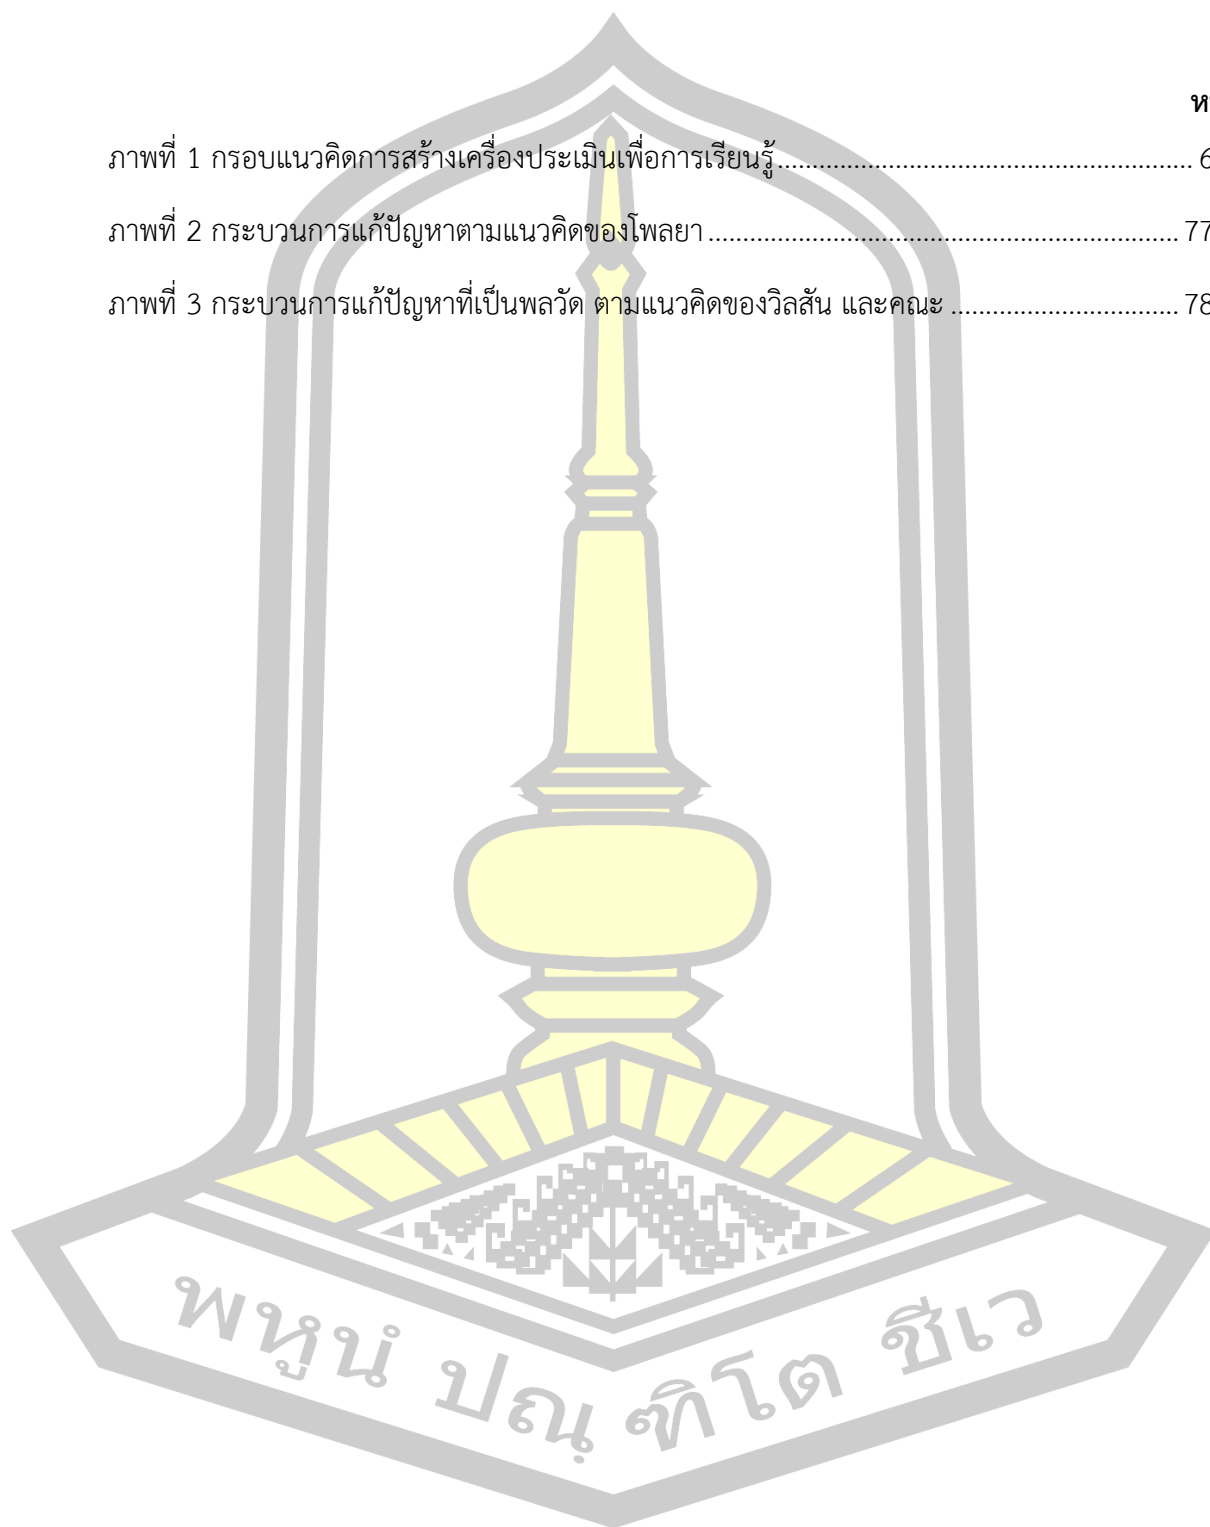 ห
ภาพที่ 1 กรอบแนวคิดการสร้างเครื่องประเมินเพื่อการเรียนรู้.................................................... 6
ภาพที่ 2 กระบวนการแก้ปัญหาตามแนวคิดของโพลยา............................................................ 77
ภาพที่ 3 กระบวนการแก้ปัญหาที่เป็นพลวัด ตามแนวคิดของวิลสัน และคณะ ............................. 78
พหูนํ ปณฺ ฑิโต ชีเว